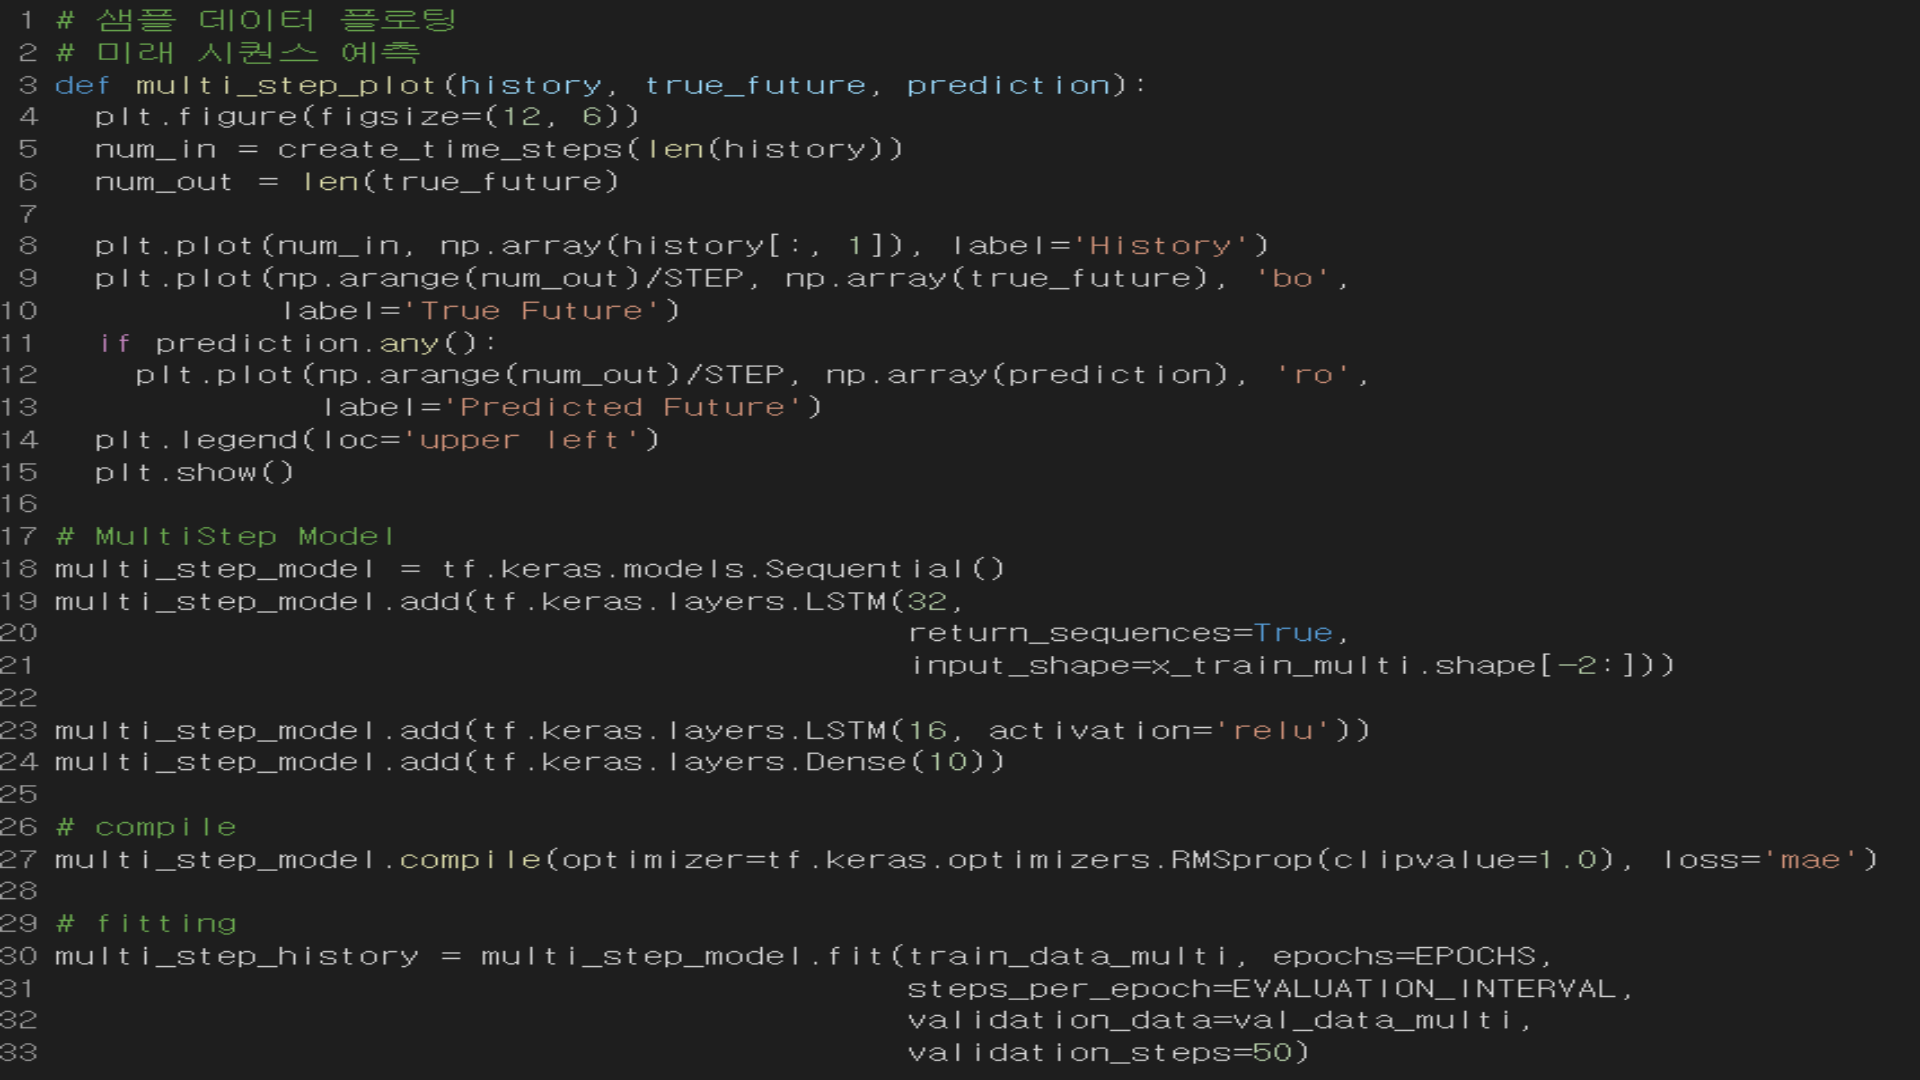 1 # 샘플 데이터 플로팅
2 # 미래 시퀀스 예측
3 def multi_step_plot(history, true_future, prediction):
4   plt.figure(figsize=(12, 6))
5   num_in = create_time_steps(len(history))
6   num_out = len(true_future)
7
8   plt.plot(num_in, np.array(history[:, 1]), label='History')
9   plt.plot(np.arange(num_out)/STEP, np.array(true_future), 'bo',
10            label='True Future')
11   if prediction.any():
12     plt.plot(np.arange(num_out)/STEP, np.array(prediction), 'ro',
13              label='Predicted Future')
14   plt.legend(loc='upper left')
15   plt.show()
16
17 # MultiStep Model
18 multi_step_model = tf.keras.models.Sequential()
19 multi_step_model.add(tf.keras.layers.LSTM(32,
20                                           return_sequences=True,
21                                           input_shape=x_train_multi.shape[-2:]))
22
23 multi_step_model.add(tf.keras.layers.LSTM(16, activation='relu'))
24 multi_step_model.add(tf.keras.layers.Dense(10))
25
26 # compile
27 multi_step_model.compile(optimizer=tf.keras.optimizers.RMSprop(clipvalue=1.0), loss='mae')
28
29 # fitting
30 multi_step_history = multi_step_model.fit(train_data_multi, epochs=EPOCHS,
31                                           steps_per_epoch=EVALUATION_INTERVAL,
32                                           validation_data=val_data_multi,
33                                           validation_steps=50)